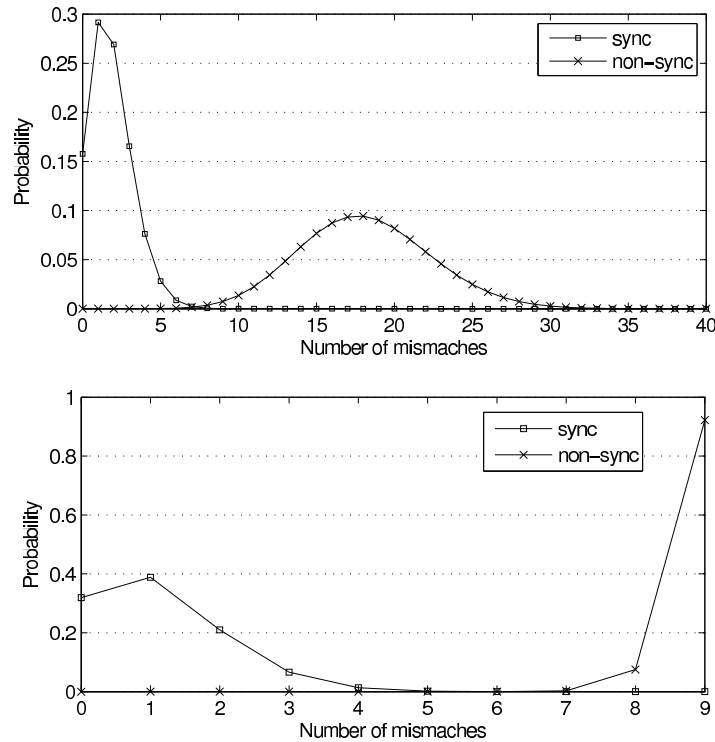 0.3
0.25
0.2
0.15
0.1
0.05
0
Probability
sync
non-sync
0 5 10 15 20 25 30 35 40
Number of mismaches
1
0.8
0.6
0.4
0.2
0
Probability
sync
non-sync
0 1 2 3 4 5 6 7 8 9
Number of mismaches